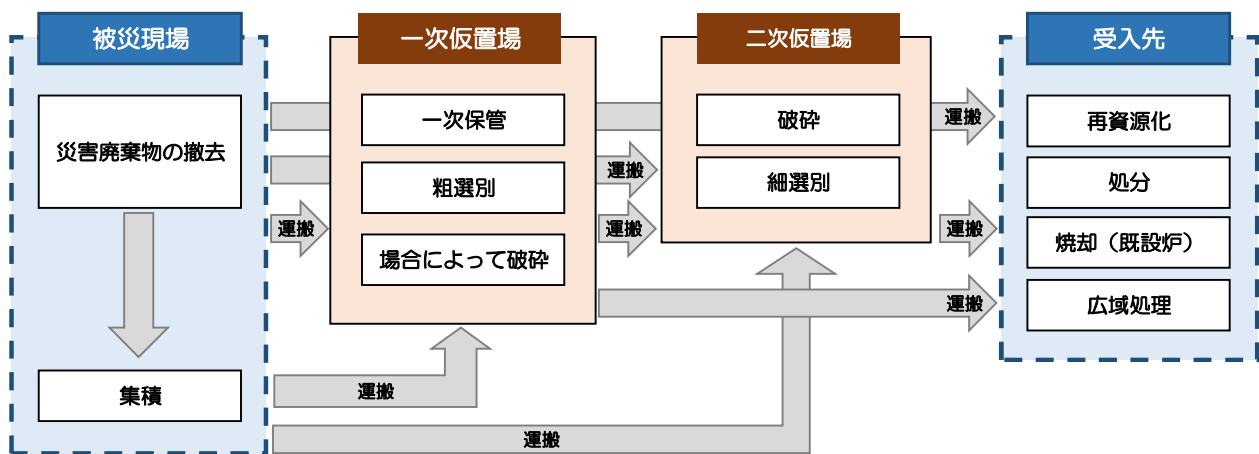 被災現場
災害廃棄物の撤去
集積
一次仮置場
一次保管
粗選別
場合によって破砕
二次仮置場
破砕
細選別
受入先
再資源化
処分
焼却（既設炉）
広域処理
運搬
運搬
運搬
運搬
運搬
運搬
運搬
運搬